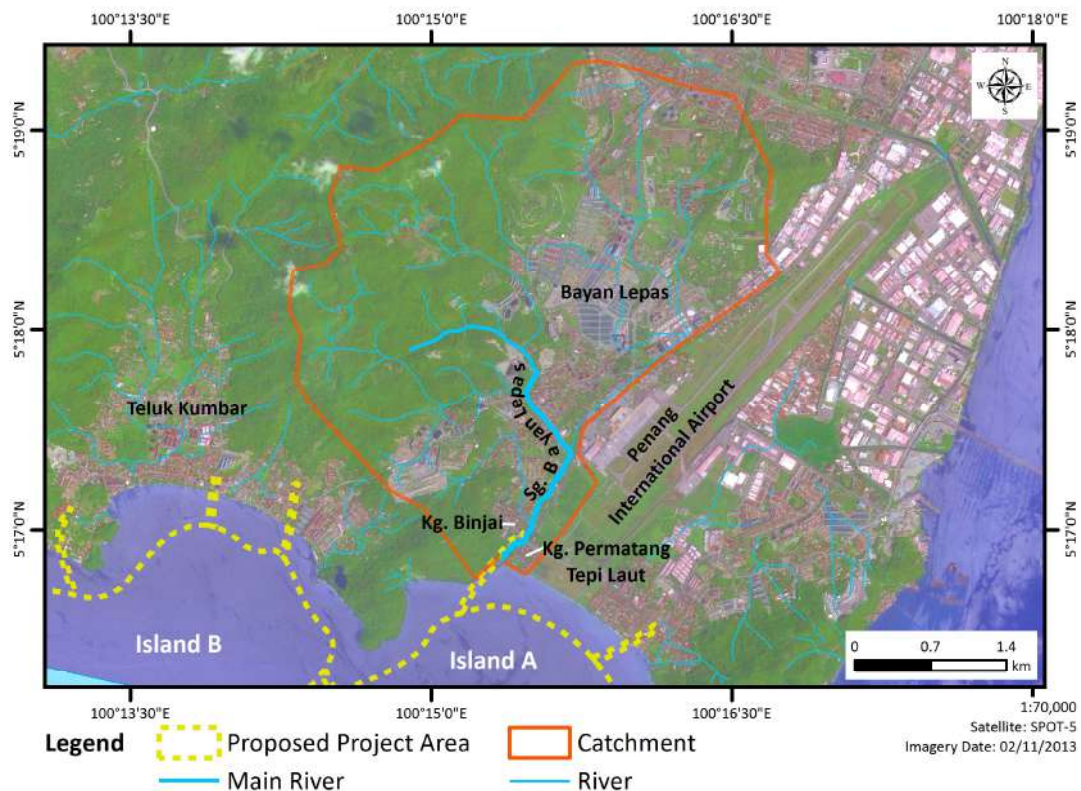 100°13'30"E 100°15'0"E 100°16'30"E 100°18'0"E
N
W E
S
5°19'0"N 5°19'0"N
Bayan Lepas
5°18'0"N 5°18'0"N
Sg. Bayan Lepas
Teluk Kumbar
Penang
International Airport
5°17'0"N 5°17'0"N
Kg. Binjai
Kg. Permatang
Tepi Laut
Island B
Island A
0 0.7 1.4
km
100°13'30"E 100°15'0"E 100°16'30"E 1:70,000
Satellite: SPOT-5
Imagery Date: 02/11/2013
Legend Proposed Project Area Catchment
Main River River